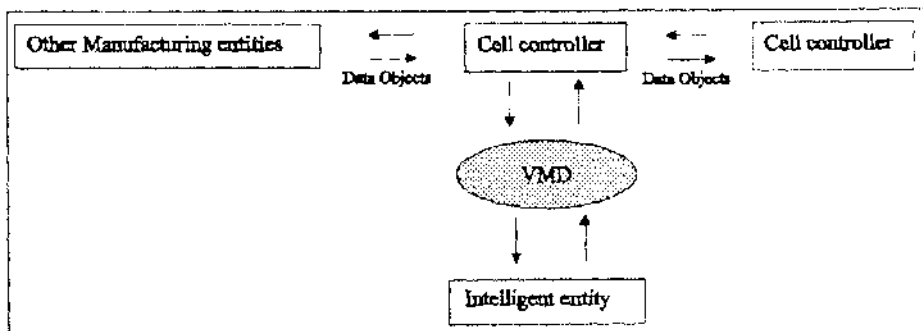 Other Manufacturing entities
Cell controller
Cell controller
Data Objects
Data Objects
VMD
Intelligent entity